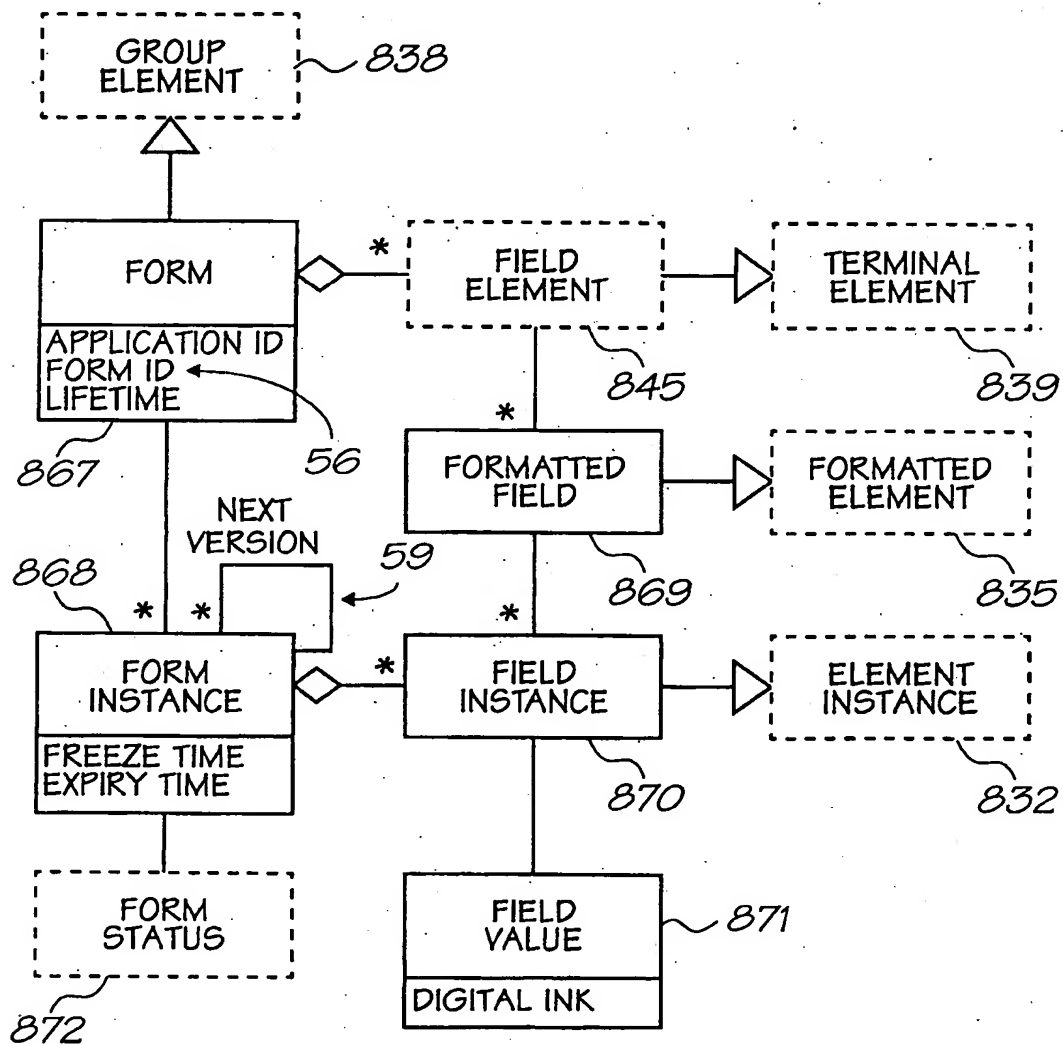 GROUP
ELEMENT
838
FORM
APPLICATION ID
FORM ID
LIFETIME
867
56
*
FIELD
ELEMENT
845
TERMINAL
ELEMENT
839
*
FORMATTED
FIELD
869
FORMATTED
ELEMENT
835
NEXT
VERSION
59
868
*
*
FORM
INSTANCE
FREEZE TIME
EXPIRY TIME
*
*
FIELD
INSTANCE
870
ELEMENT
INSTANCE
832
FORM
STATUS
872
FIELD
VALUE
DIGITAL INK
871